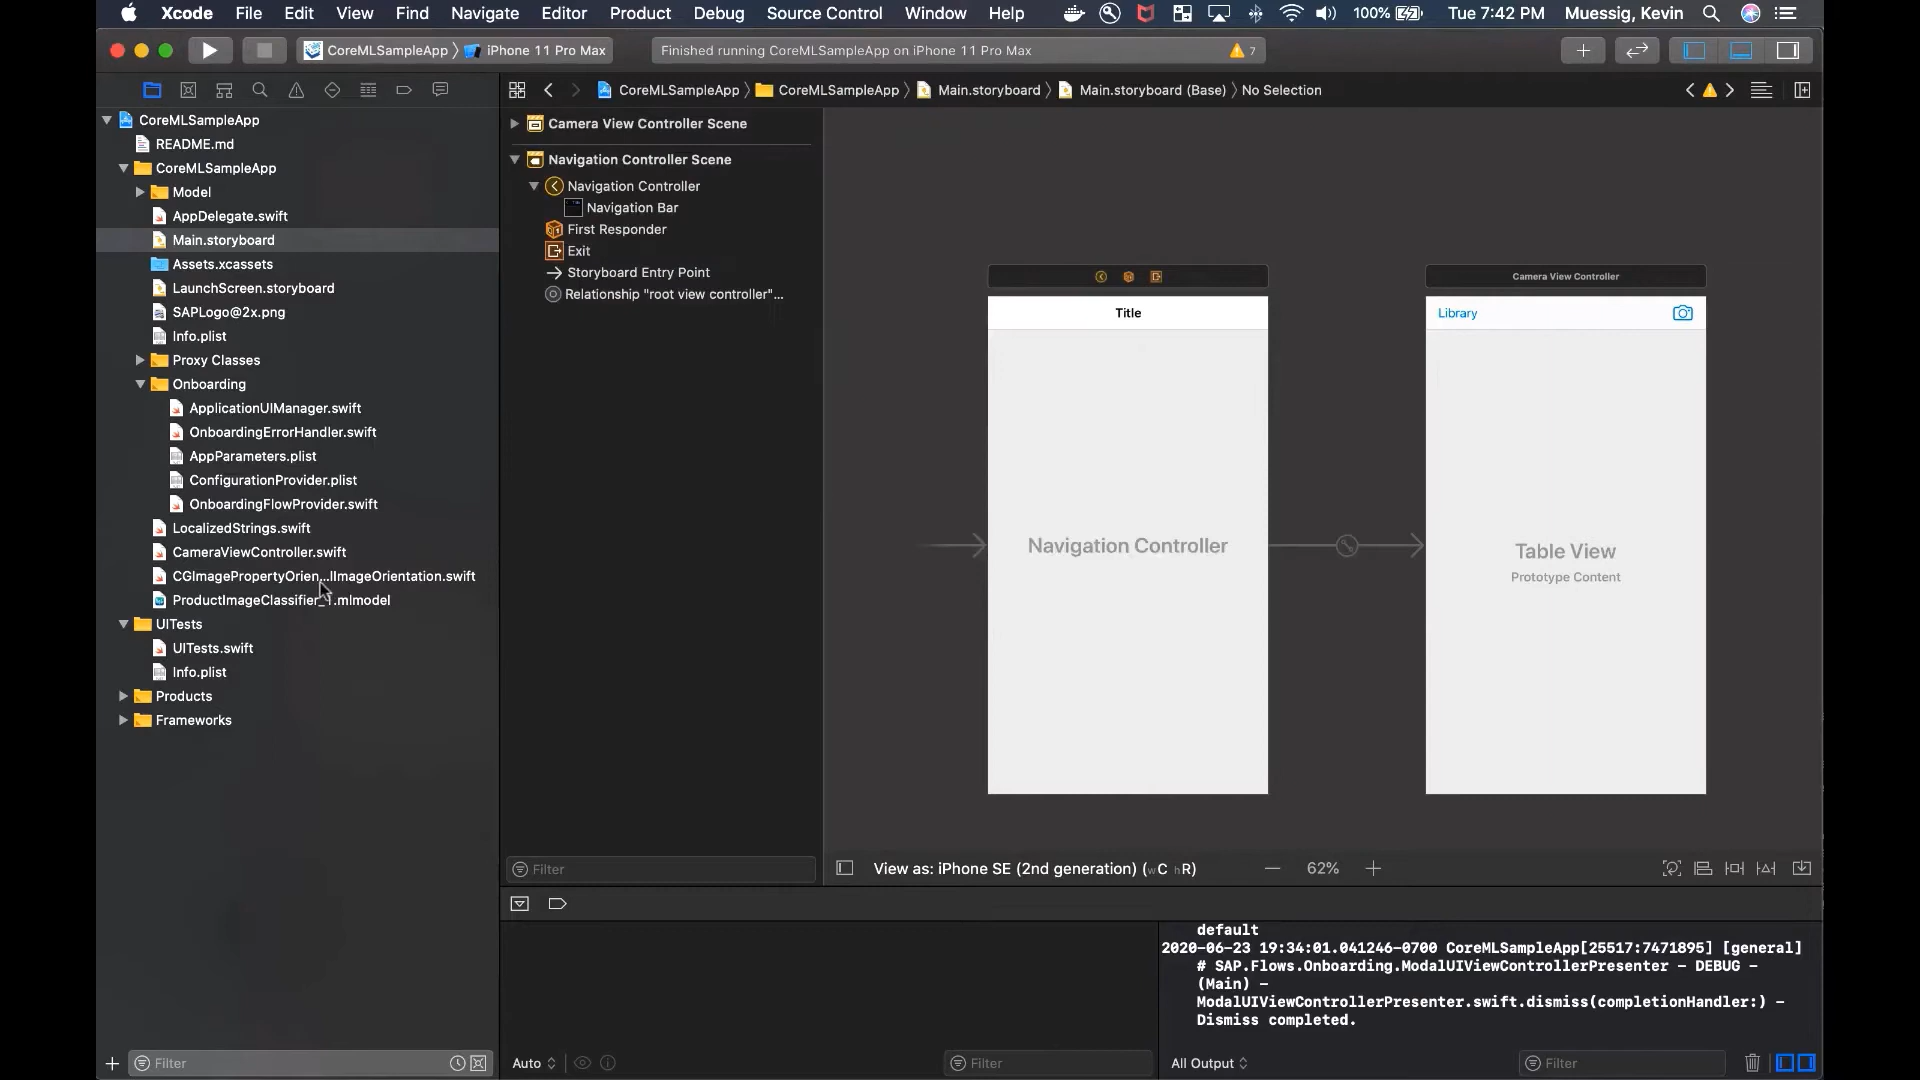 Xcode File Edit View Find Navigate Editor Product Debug Source Control Window Help 100% Tue 7:42 PM Muessig, Kevin
CoreMLSampleApp iPhone 11 Pro Max Finished running CoreMLSampleApp on iPhone 11 Pro Max 7
CoreMLSampleApp CoreMLSampleApp Main.storyboard Main.storyboard (Base) No Selection
CoreMLSampleApp
README.md
CoreMLSampleApp
Model
AppDelegate.swift
Main.storyboard
Assets.xcassets
LaunchScreen.storyboard
SAPLogo@2x.png
Info.plist
Proxy Classes
Onboarding
ApplicationUIManager.swift
OnboardingErrorHandler.swift
AppParameters.plist
ConfigurationProvider.plist
OnboardingFlowProvider.swift
LocalizedStrings.swift
CameraViewController.swift
CGImagePropertyOrien...IImageOrientation.swift
ProductImageClassifier_1.mlmodel
UITests
UITests.swift
Info.plist
Products
Frameworks
Filter
Camera View Controller Scene
Navigation Controller Scene
Navigation Controller
Navigation Bar
First Responder
Exit
Storyboard Entry Point
Relationship "root view controller"...
Filter
Title
Navigation Controller
Camera View Controller
Library
Table View
Prototype Content
View as: iPhone SE (2nd generation) (wC hR) 62%
default
2020-06-23 19:34:01.041246-0700 CoreMLSampleApp[25517:7471895] [general]
# SAP.Flows.Onboarding.ModalUIViewControllerPresenter - DEBUG -
(Main) -
ModalUIViewControllerPresenter.swift.dismiss(completionHandler:) -
Dismiss completed.
Auto Filter All Output Filter